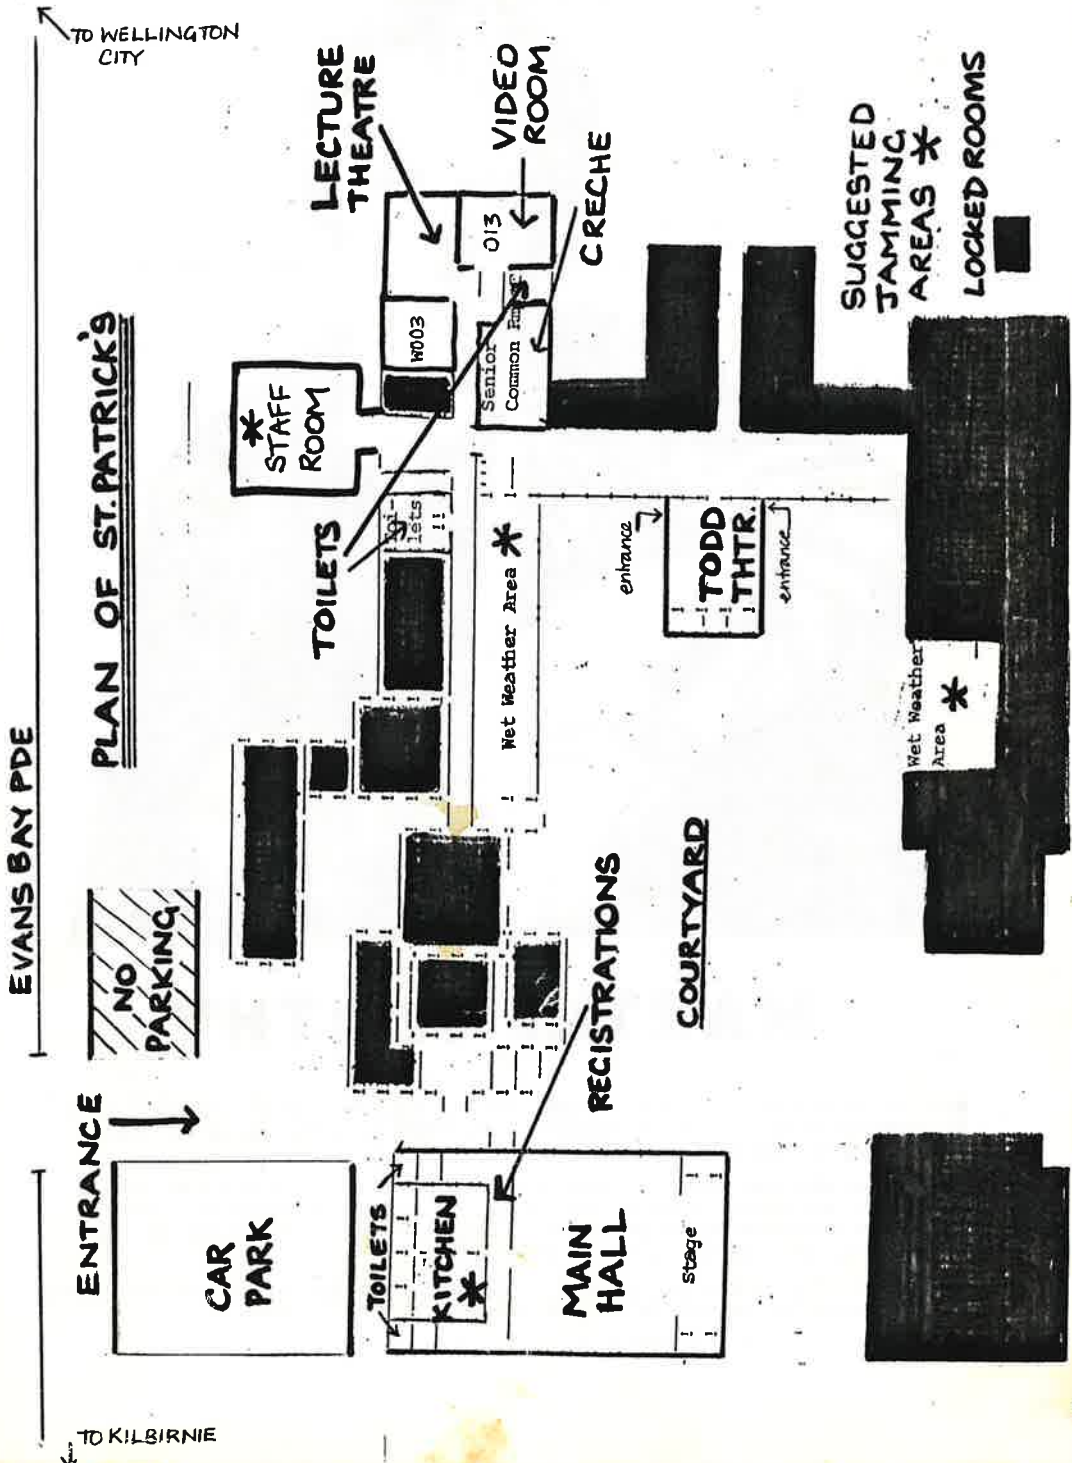 TO WELLINGTON
CITY
EVANS BAY PDE
TO KILBIRNIE
PLAN OF ST. PATRICK'S
ENTRANCE
NO
PARKING
CAR
PARK
TOILETS
KITCHEN
*
MAIN
HALL
stage
REGISTRATIONS
COURTYARD
*
STAFF
ROOM
TOILETS
Toi-
lets
Wet Weather Area *
LECTURE
THEATRE
VIDEO
ROOM
CRECHE
W003
013
Senior
Common
entrance
TODD
THTR.
entrance
Wet Weather
Area *
SUGGESTED
JAMMING
AREAS *
LOCKED ROOMS